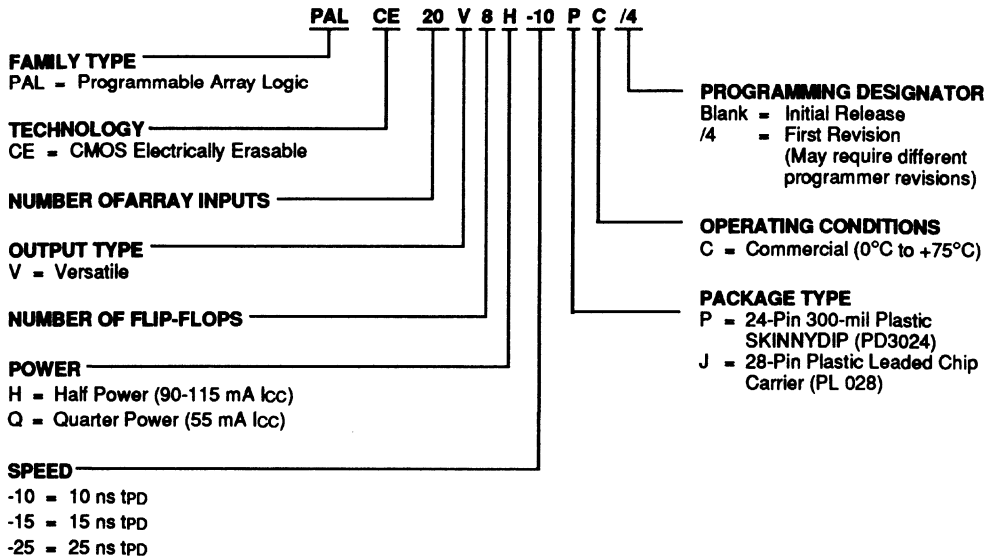 PAL CE 20 V 8 H -10 P C /4
FAMILY TYPE
PAL = Programmable Array Logic
TECHNOLOGY
CE = CMOS Electrically Erasable
NUMBER OFARRAY INPUTS
OUTPUT TYPE
V = Versatile
NUMBER OF FLIP-FLOPS
POWER
H = Half Power (90-115 mA ICC)
Q = Quarter Power (55 mA ICC)
SPEED
-10 = 10 ns tPD
-15 = 15 ns tPD
-25 = 25 ns tPD
PROGRAMMING DESIGNATOR
Blank = Initial Release
/4 = First Revision
(May require different
programmer revisions)
OPERATING CONDITIONS
C = Commercial (0°C to +75°C)
PACKAGE TYPE
P = 24-Pin 300-mil Plastic
SKINNYDIP (PD3024)
J = 28-Pin Plastic Leaded Chip
Carrier (PL 028)